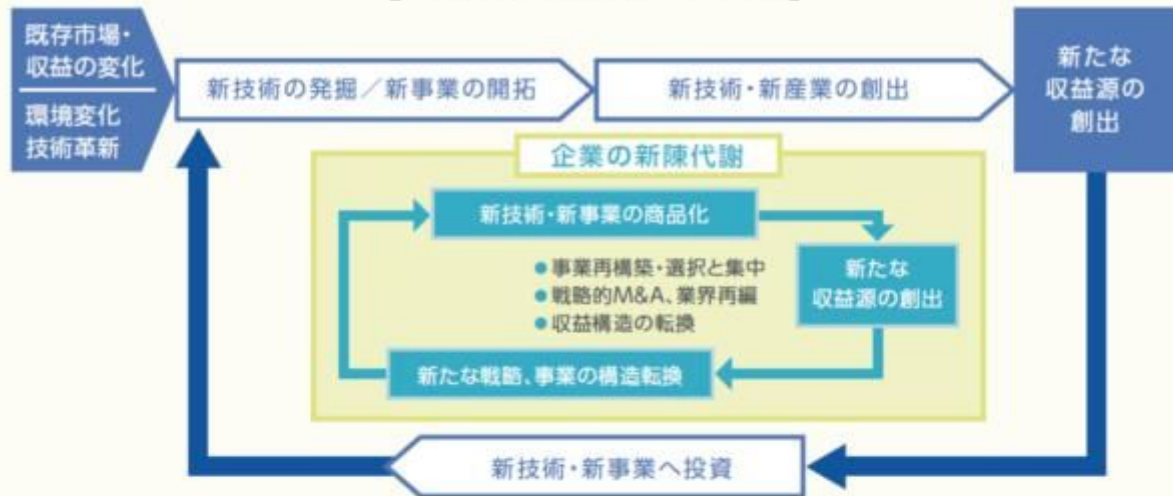 既存市場・
収益の変化
環境変化
技術革新
新技術の発掘／新事業の開拓
新技術・新産業の創出
新たな
収益源の
創出
企業の新陳代謝
新技術・新事業の商品化
●事業再構築・選択と集中
●戦略的M&A、業界再編
●収益構造の転換
新たな
収益源の創出
新たな戦略、事業の構造転換
新技術・新事業へ投資